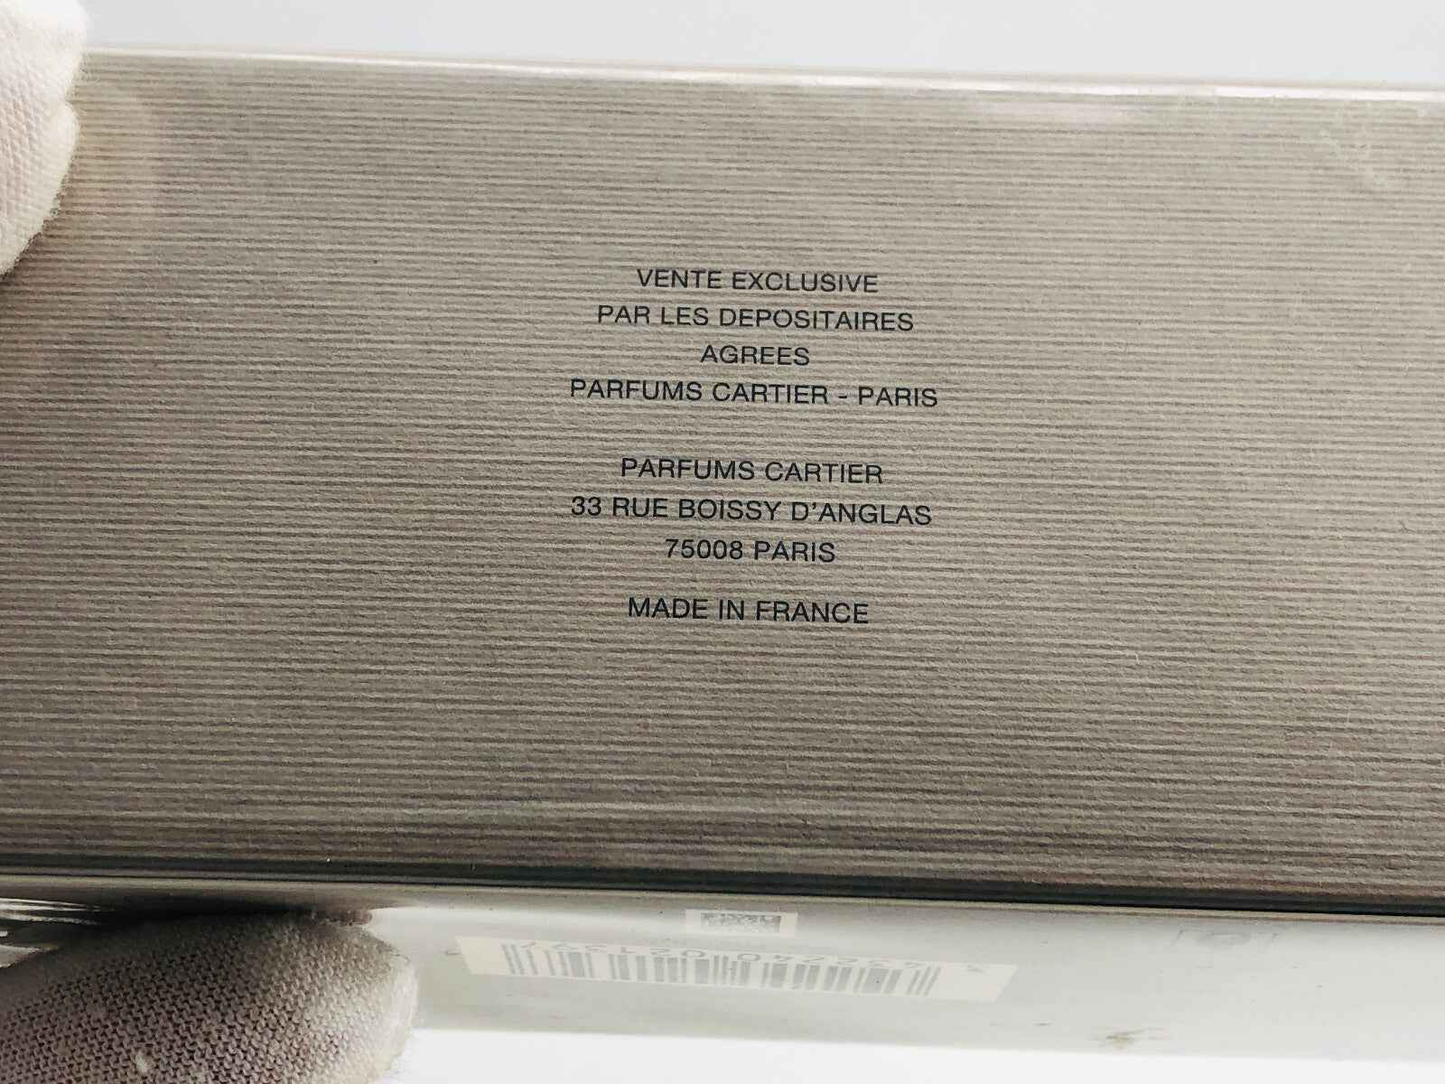 VENTE EXCLUSIVE
PAR LES DEPOSITAIRES
AGREES
PARFUMS CARTIER - PARIS
PARFUMS CARTIER
33 RUE BOISSY D'ANGLAS
75008 PARIS
MADE IN FRANCE